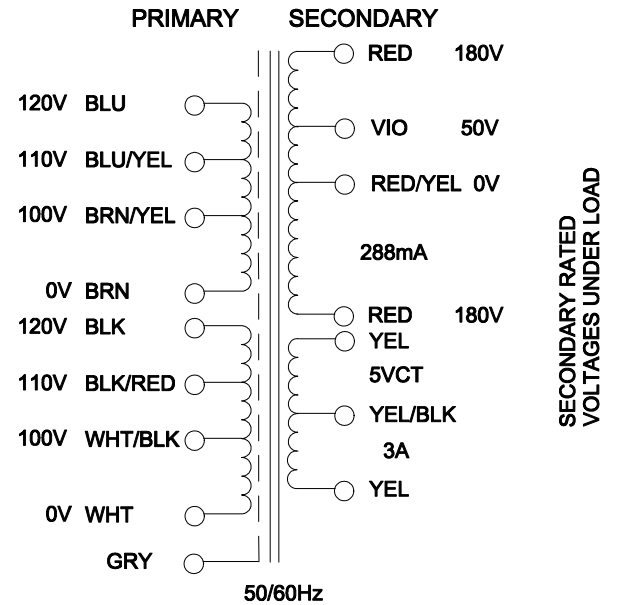 PRIMARY
SECONDARY
RED 180V
120V BLU
VIO 50V
110V BLU/YEL
RED/YEL 0V
100V BRN/YEL
288mA
0V BRN
RED 180V
120V BLK
YEL
5VCT
110V BLK/RED
YEL/BLK
100V WHT/BLK
3A
YEL
0V WHT
GRY
50/60Hz
SECONDARY RATED
VOLTAGES UNDER LOAD